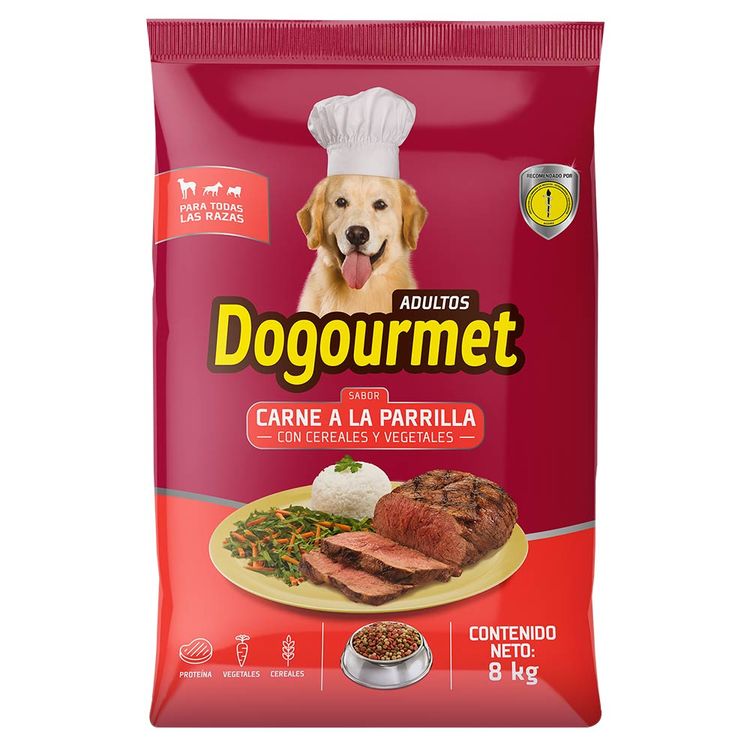 PARA TODAS
LAS RAZAS
RECOMENDADO POR
ADULTOS
Dogourmet
SABOR
CARNE A LA PARRILLA
CON CEREALES Y VEGETALES
PROTEÍNA
VEGETALES
CEREALES
CONTENIDO
NETO:
8 kg